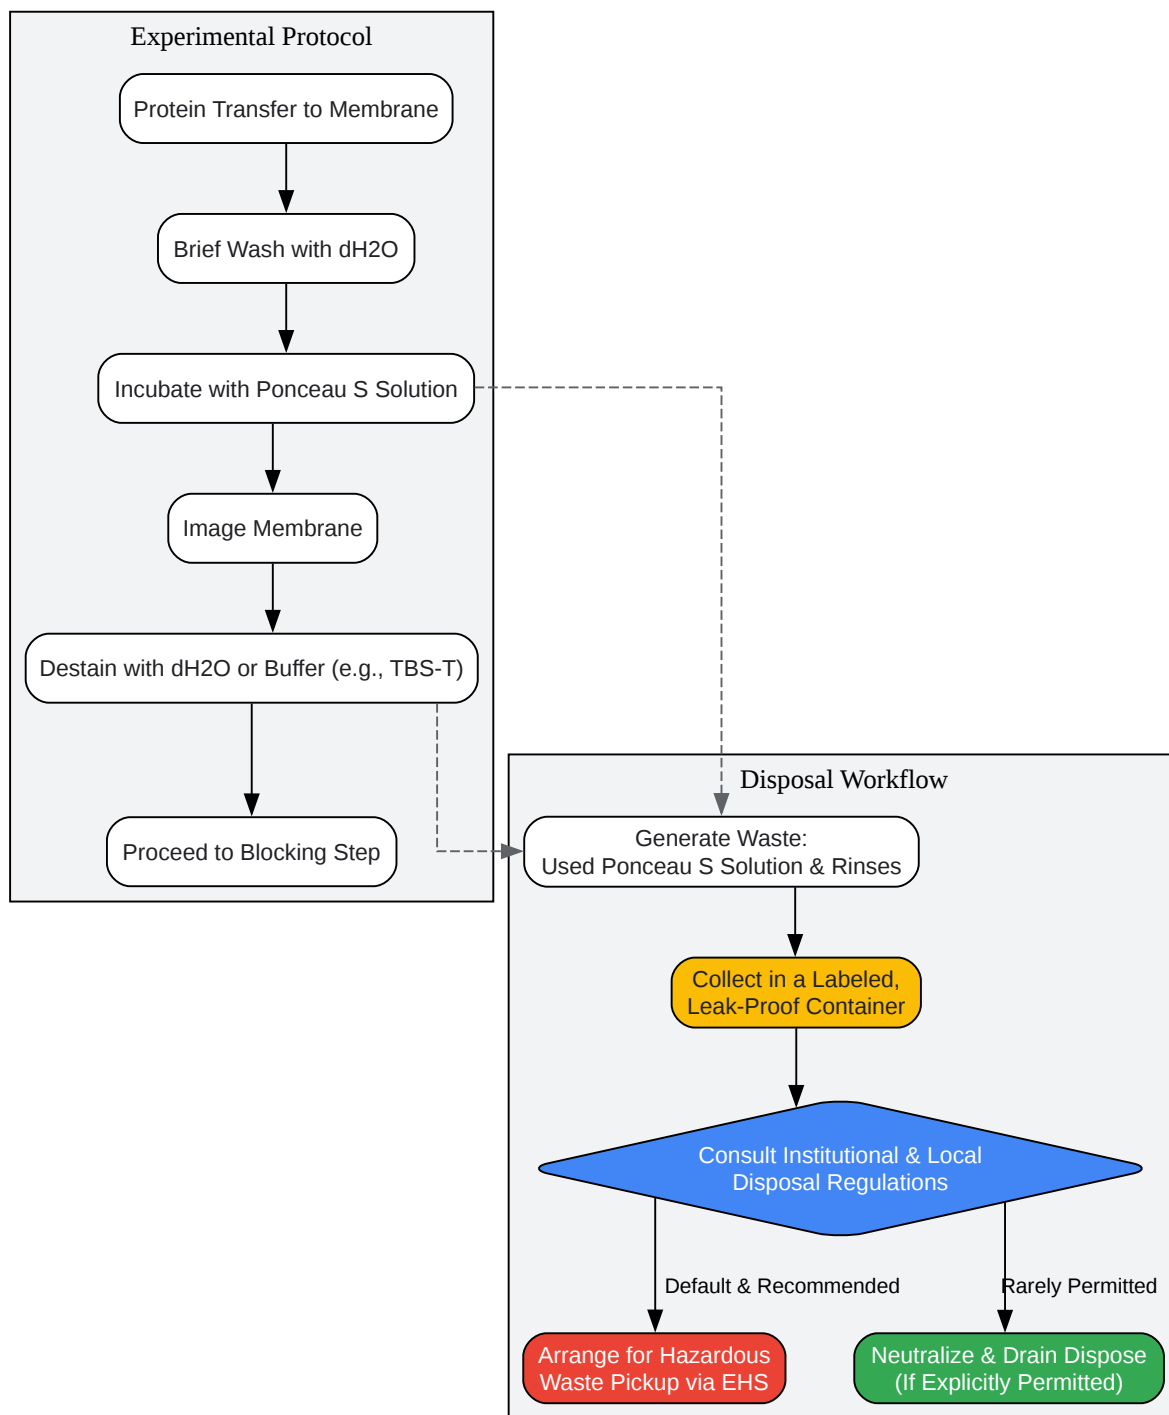 Experimental Protocol
Protein Transfer to Membrane
Brief Wash with dH2O
Incubate with Ponceau S Solution
Image Membrane
Destain with dH2O or Buffer (e.g., TBS-T)
Proceed to Blocking Step
Disposal Workflow
Generate Waste:
Used Ponceau S Solution & Rinses
Collect in a Labeled,
Leak-Proof Container
Consult Institutional & Local
Disposal Regulations
Default & Recommended
Rarely Permitted
Arrange for Hazardous
Waste Pickup via EHS
Neutralize & Drain Dispose
(If Explicitly Permitted)